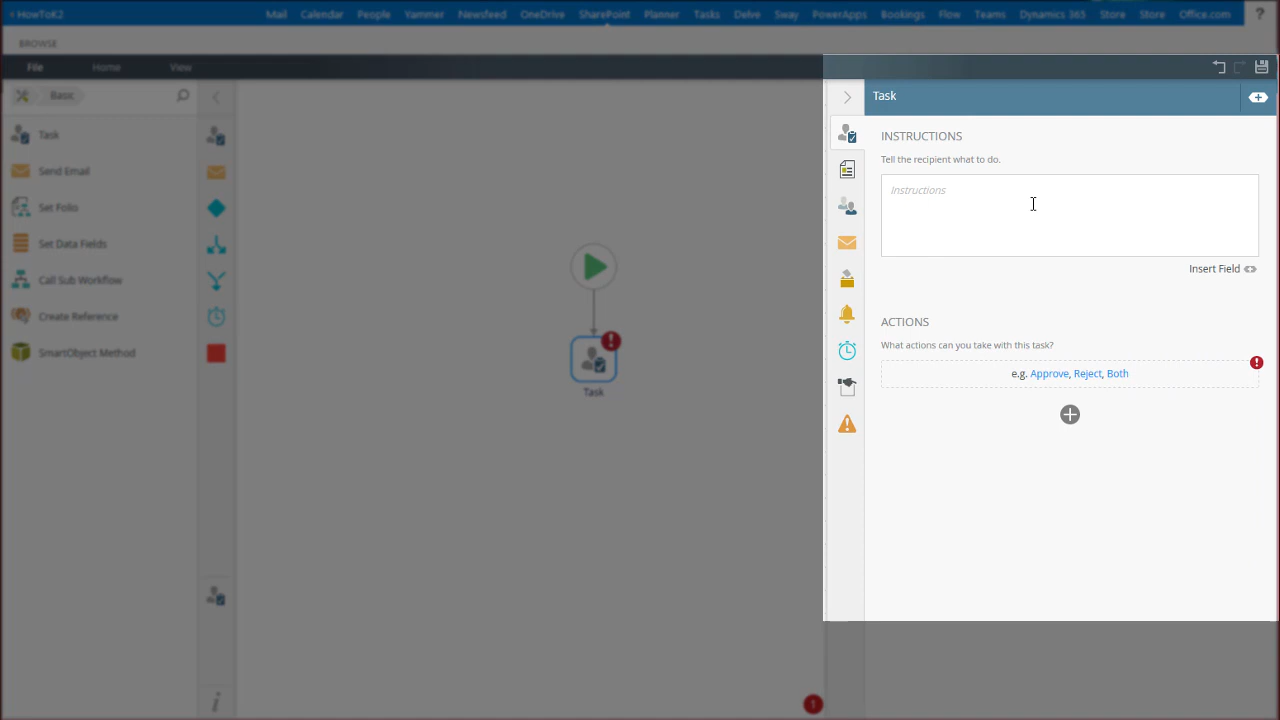 HowToK2 Mail Calendar People Yammer Newsfeed OneDrive SharePoint Planner Tasks Delve Sway PowerApps Bookings Flow Teams Dynamics 365 Store Store Office.com ?
BROWSE
File Home View
Basic
Task
Send Email
Set Folio
Set Data Fields
Call Sub Workflow
Create Reference
SmartObject Method
i
!
Task
1
Task
INSTRUCTIONS
Tell the recipient what to do.
Instructions
Insert Field
ACTIONS
What actions can you take with this task?
!
e.g. Approve, Reject, Both